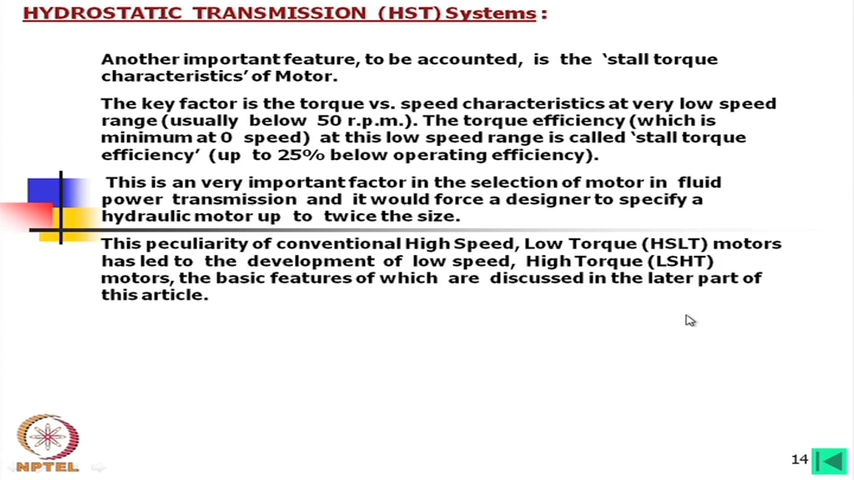 HYDROSTATIC TRANSMISSION (HST) Systems :
Another important feature, to be accounted, is the ‘stall torque
characteristics’ of Motor.
The key factor is the torque vs. speed characteristics at very low speed
range (usually below 50 r.p.m.). The torque efficiency (which is
minimum at 0 speed) at this low speed range is called ‘stall torque
efficiency’ (up to 25% below operating efficiency).
This is an very important factor in the selection of motor in fluid
power transmission and it would force a designer to specify a
hydraulic motor up to twice the size.
This peculiarity of conventional High Speed, Low Torque (HSLT) motors
has led to the development of low speed, High Torque (LSHT)
motors, the basic features of which are discussed in the later part of
this article.
NPTEL
14